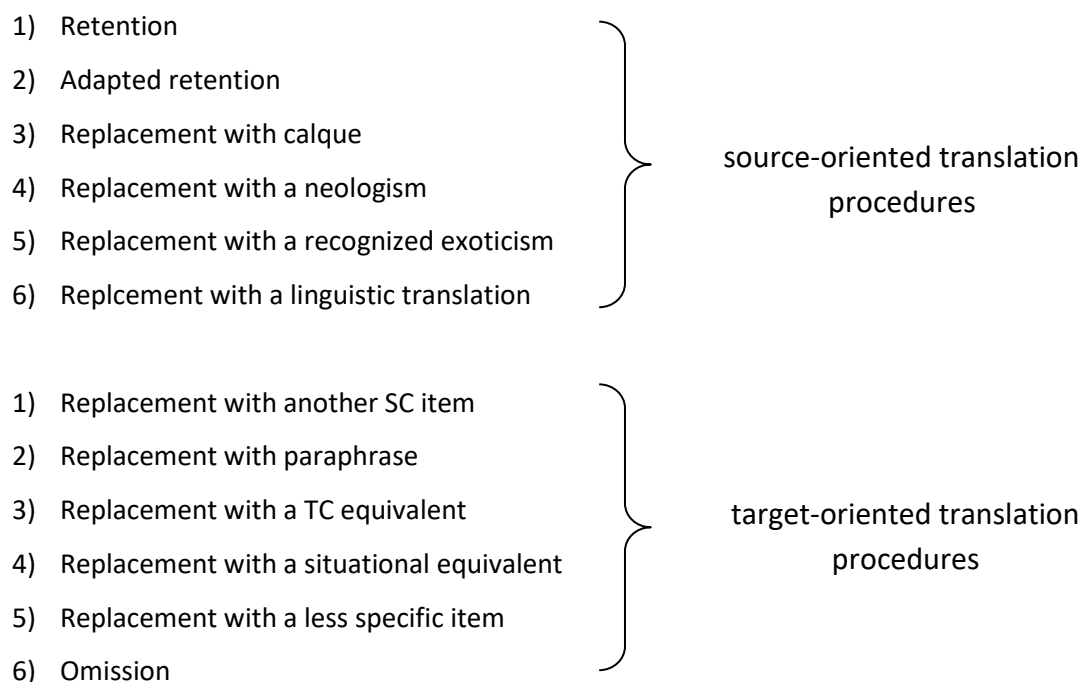 1) Retention
2) Adapted retention
3) Replacement with calque
4) Replacement with a neologism
5) Replacement with a recognized exoticism
6) Replcement with a linguistic translation
source-oriented translation
procedures
1) Replacement with another SC item
2) Replacement with paraphrase
3) Replacement with a TC equivalent
4) Replacement with a situational equivalent
5) Replacement with a less specific item
6) Omission
target-oriented translation
procedures